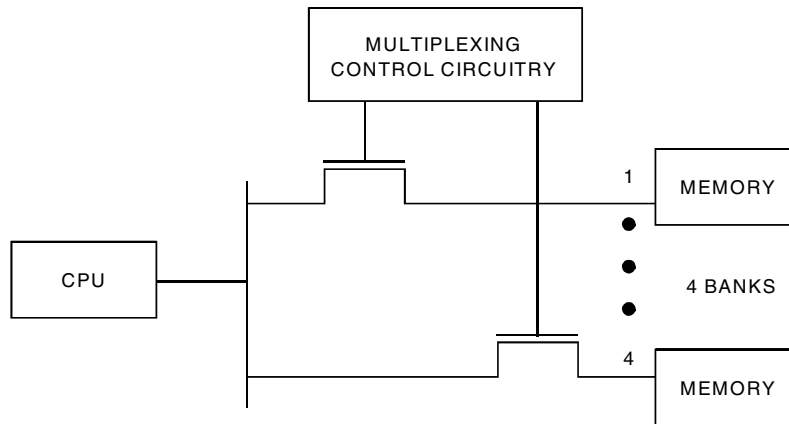 MULTIPLEXING
CONTROL CIRCUITRY
1
MEMORY
CPU
4 BANKS
4
MEMORY